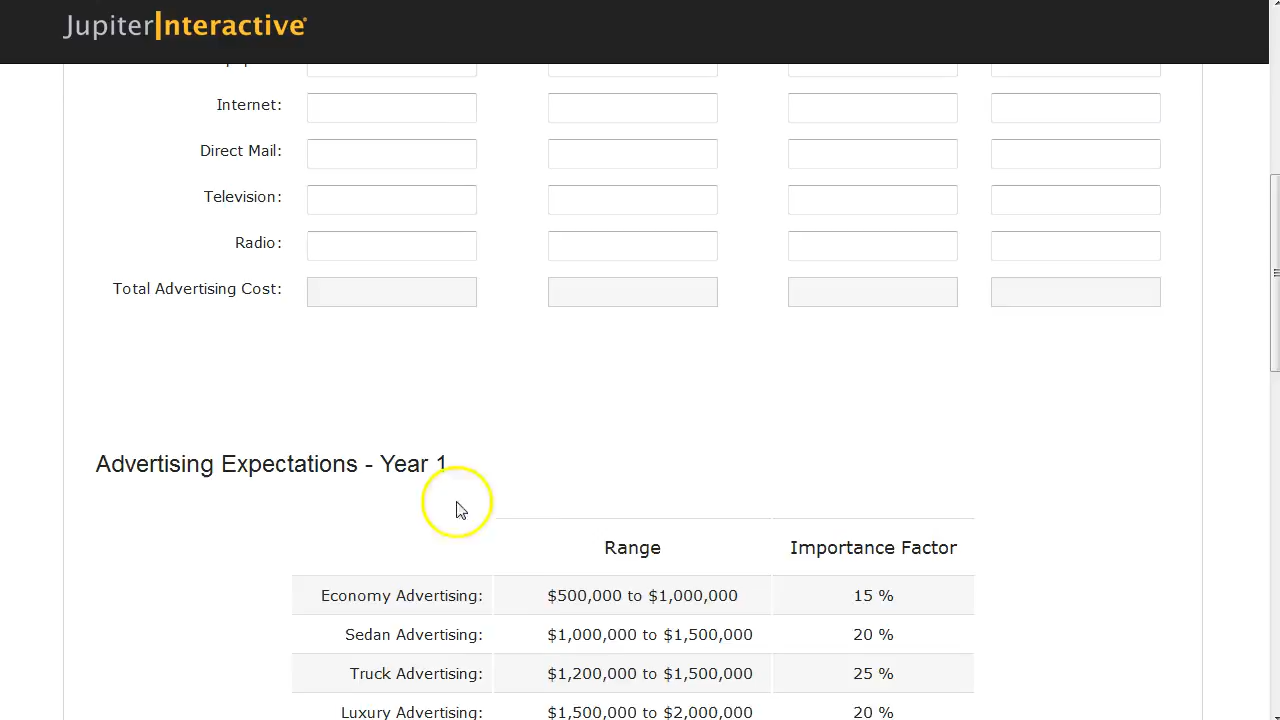 Jupiter|nteractive
Internet:
Direct Mail:
Television:
Radio:
Total Advertising Cost:
Advertising Expectations - Year 1
Range Importance Factor
Economy Advertising: $500,000 to $1,000,000 15 %
Sedan Advertising: $1,000,000 to $1,500,000 20 %
Truck Advertising: $1,200,000 to $1,500,000 25 %
Luxury Advertising: $1,500,000 to $2,000,000 20 %